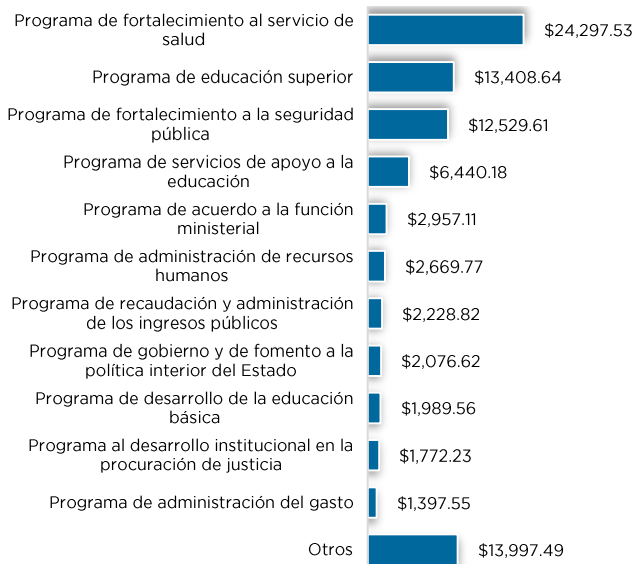 Programa de fortalecimiento al servicio de
salud
$24,297.53
Programa de educación superior
$13,408.64
Programa de fortalecimiento a la seguridad
pública
$12,529.61
Programa de servicios de apoyo a la
educación
$6,440.18
Programa de acuerdo a la función
ministerial
$2,957.11
Programa de administración de recursos
humanos
$2,669.77
Programa de recaudación y administración
de los ingresos públicos
$2,228.82
Programa de gobierno y de fomento a la
política interior del Estado
$2,076.62
Programa de desarrollo de la educación
básica
$1,989.56
Programa al desarrollo institucional en la
procuración de justicia
$1,772.23
Programa de administración del gasto
$1,397.55
Otros
$13,997.49